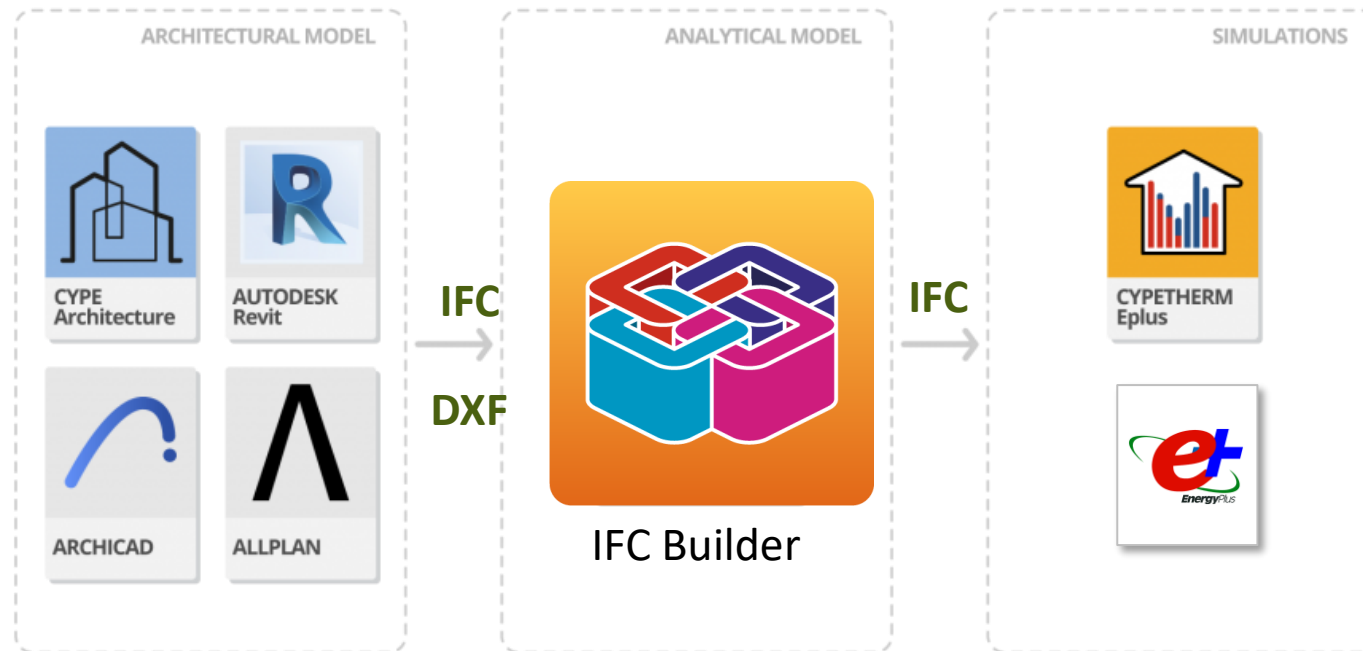 ARCHITECTURAL MODEL
CYPE
Architecture
AUTODESK
Revit
ARCHICAD
ALLPLAN
IFC
DXF
ANALYTICAL MODEL
IFC Builder
IFC
SIMULATIONS
CYPETHERM
Eplus
e+
EnergyPlus